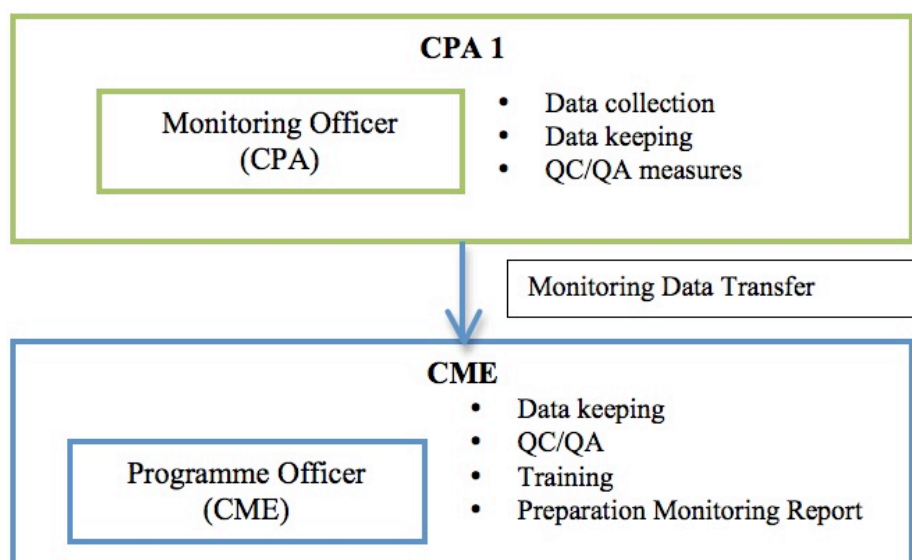 CPA 1
Monitoring Officer
(CPA)
• Data collection
• Data keeping
• QC/QA measures
Monitoring Data Transfer
CME
Programme Officer
(CME)
• Data keeping
• QC/QA
• Training
• Preparation Monitoring Report